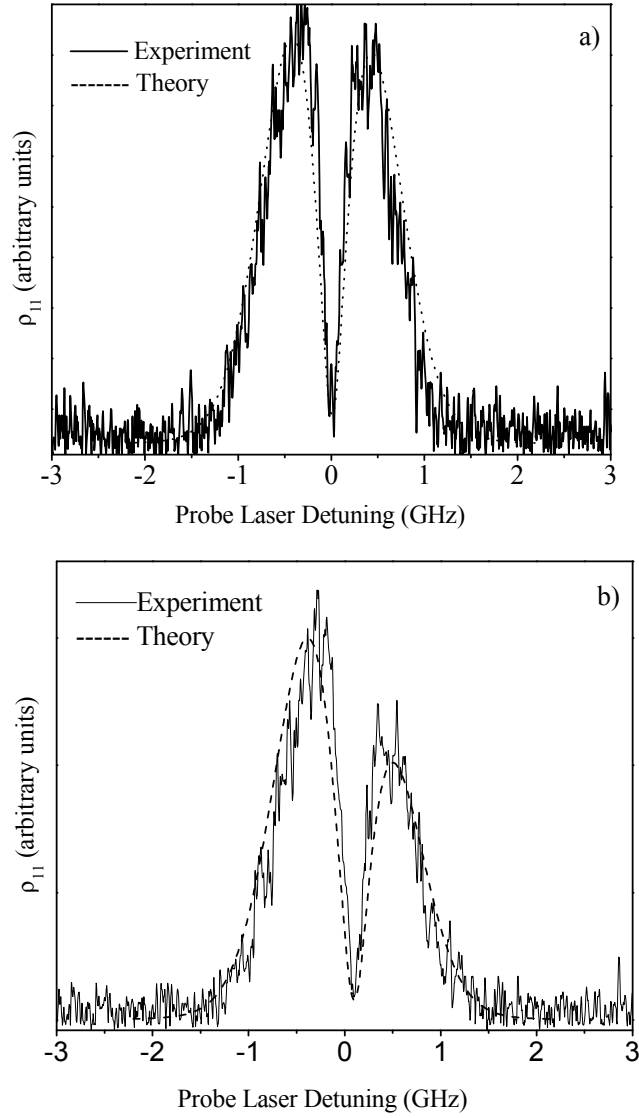 a)
Experiment
Theory
ρ11 (arbitrary units)
-3 -2 -1 0 1 2 3
Probe Laser Detuning (GHz)
b)
Experiment
Theory
ρ11 (arbitrary units)
-3 -2 -1 0 1 2 3
Probe Laser Detuning (GHz)